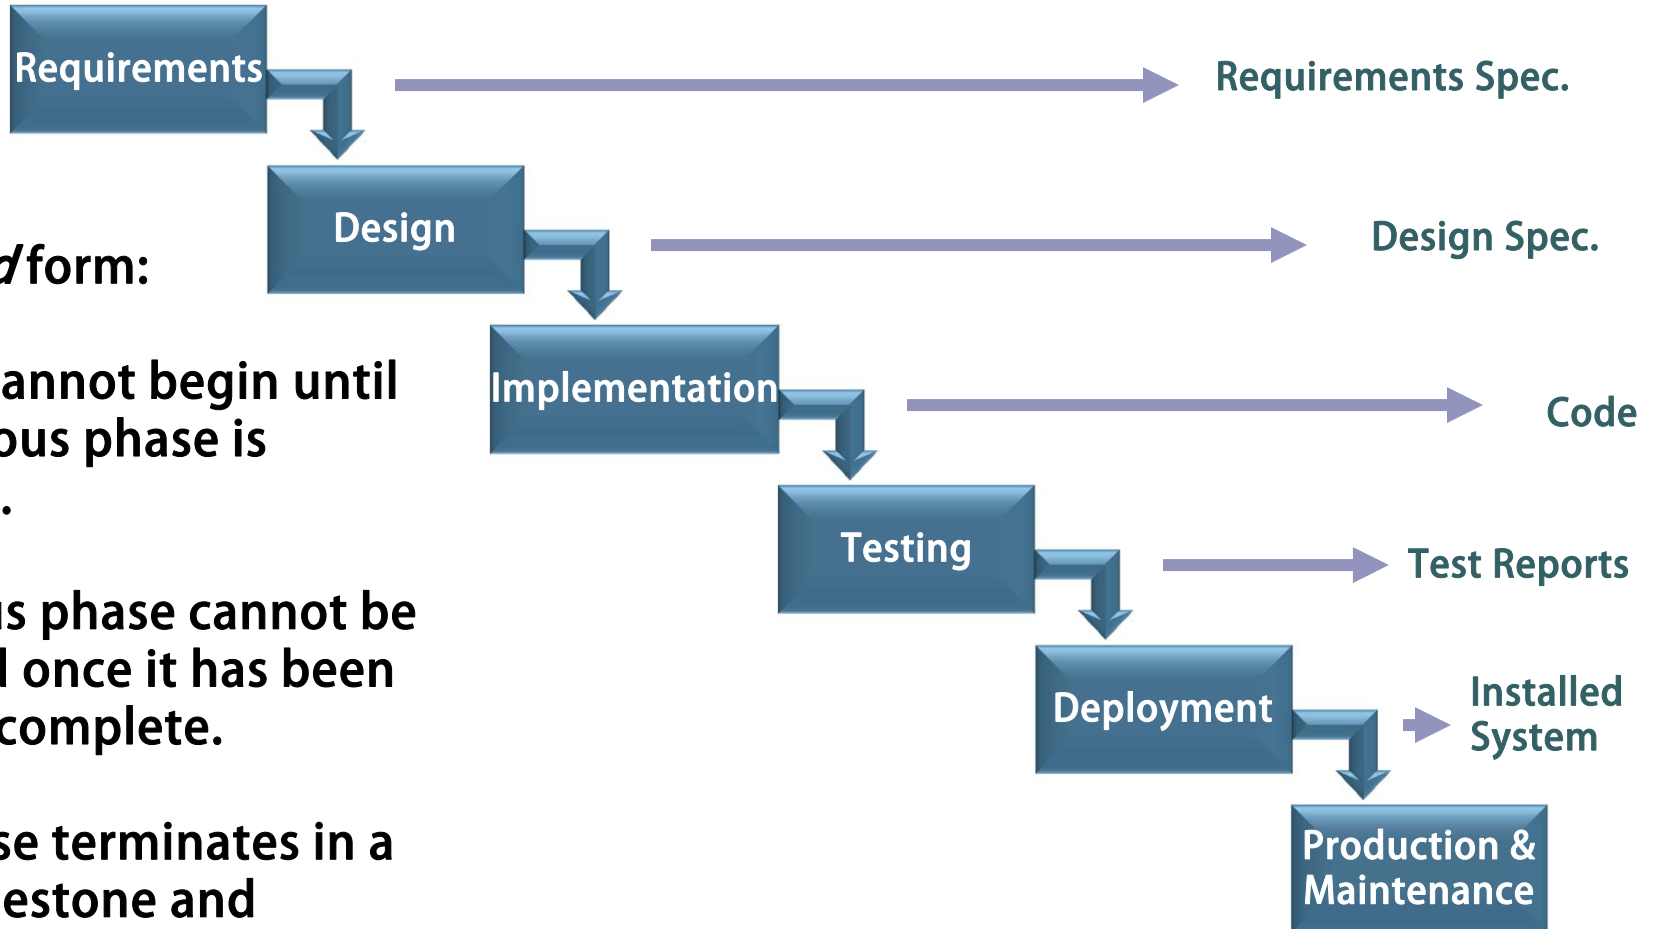 Requirements
Requirements Spec.
Design
Design Spec.
d form:
Implementation
annot begin until
ous phase is
.
Code
Testing
Test Reports
us phase cannot be
d once it has been
complete.
Deployment
Installed
System
se terminates in a
estone and
Production &
Maintenance